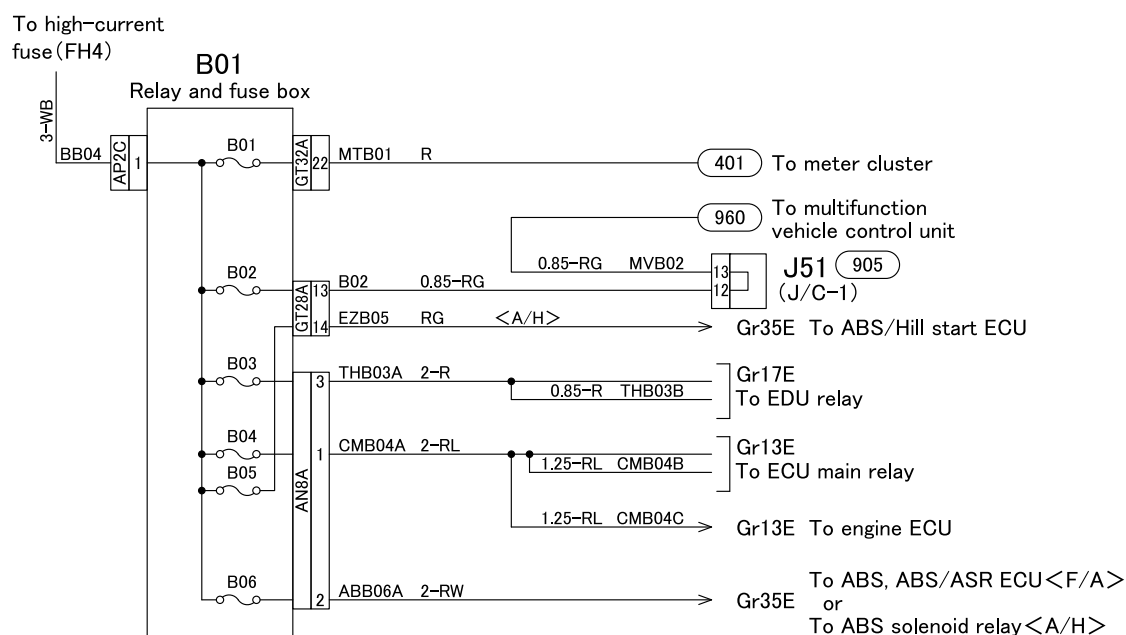 To high-current
fuse(FH4)
B01
Relay and fuse box
3-WB
BB04
AP2C
1
B01
GT32A
22
MTB01 R
401 To meter cluster
960 To multifunction
vehicle control unit
0.85-RG MVB02
13
12
J51 905
(J/C-1)
B02
GT28A
13
B02 0.85-RG
14
EZB05 RG <A/H>
Gr35E To ABS/Hill start ECU
B03
AN8A
3
THB03A 2-R
0.85-R THB03B
Gr17E
To EDU relay
B04
1
CMB04A 2-RL
1.25-RL CMB04B
Gr13E
To ECU main relay
B05
1.25-RL CMB04C
Gr13E To engine ECU
B06
2
ABB06A 2-RW
Gr35E
To ABS, ABS/ASR ECU<F/A>
or
To ABS solenoid relay<A/H>